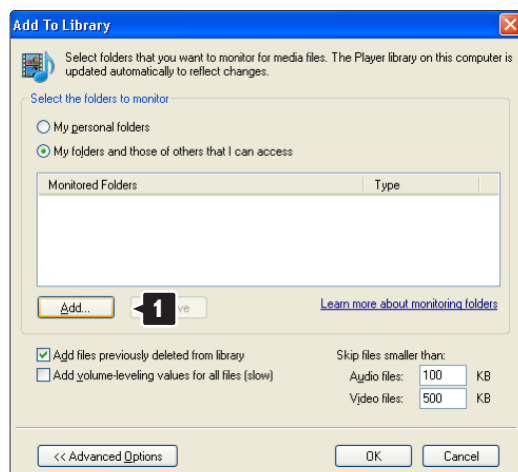 Add To Library
Select folders that you want to monitor for media files. The Player library on this computer is
updated automatically to reflect changes.
Select the folders to monitor
My personal folders
My folders and those of others that I can access
Monitored Folders Type
Add... 1 Learn more about monitoring folders
Add files previously deleted from library Skip files smaller than:
Add volume-leveling values for all files (slow) Audio files: 100 KB
Video files: 500 KB
<< Advanced Options OK Cancel